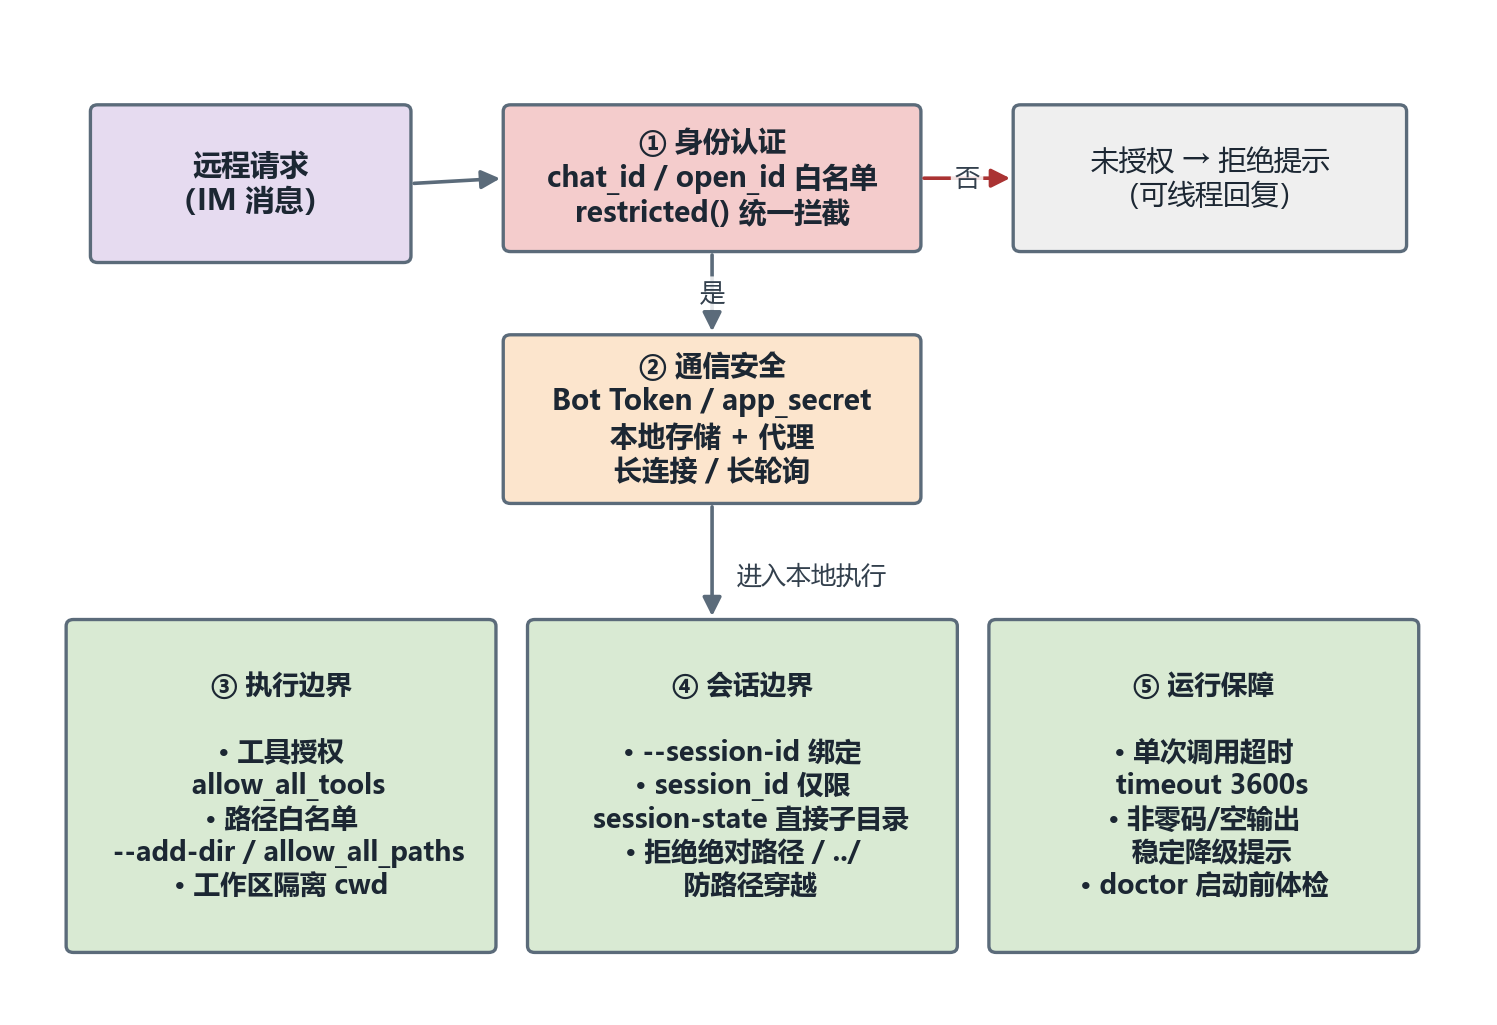 远程请求
(IM 消息)
① 身份认证
chat_id / open_id 白名单
restricted() 统一拦截
否
未授权 → 拒绝提示
(可线程回复)
是
② 通信安全
Bot Token / app_secret
本地存储 + 代理
长连接 / 长轮询
进入本地执行
③ 执行边界
• 工具授权
allow_all_tools
• 路径白名单
--add-dir / allow_all_paths
• 工作区隔离 cwd
④ 会话边界
• --session-id 绑定
• session_id 仅限
session-state 直接子目录
• 拒绝绝对路径 / ../
防路径穿越
⑤ 运行保障
• 单次调用超时
timeout 3600s
• 非零码/空输出
稳定降级提示
• doctor 启动前体检